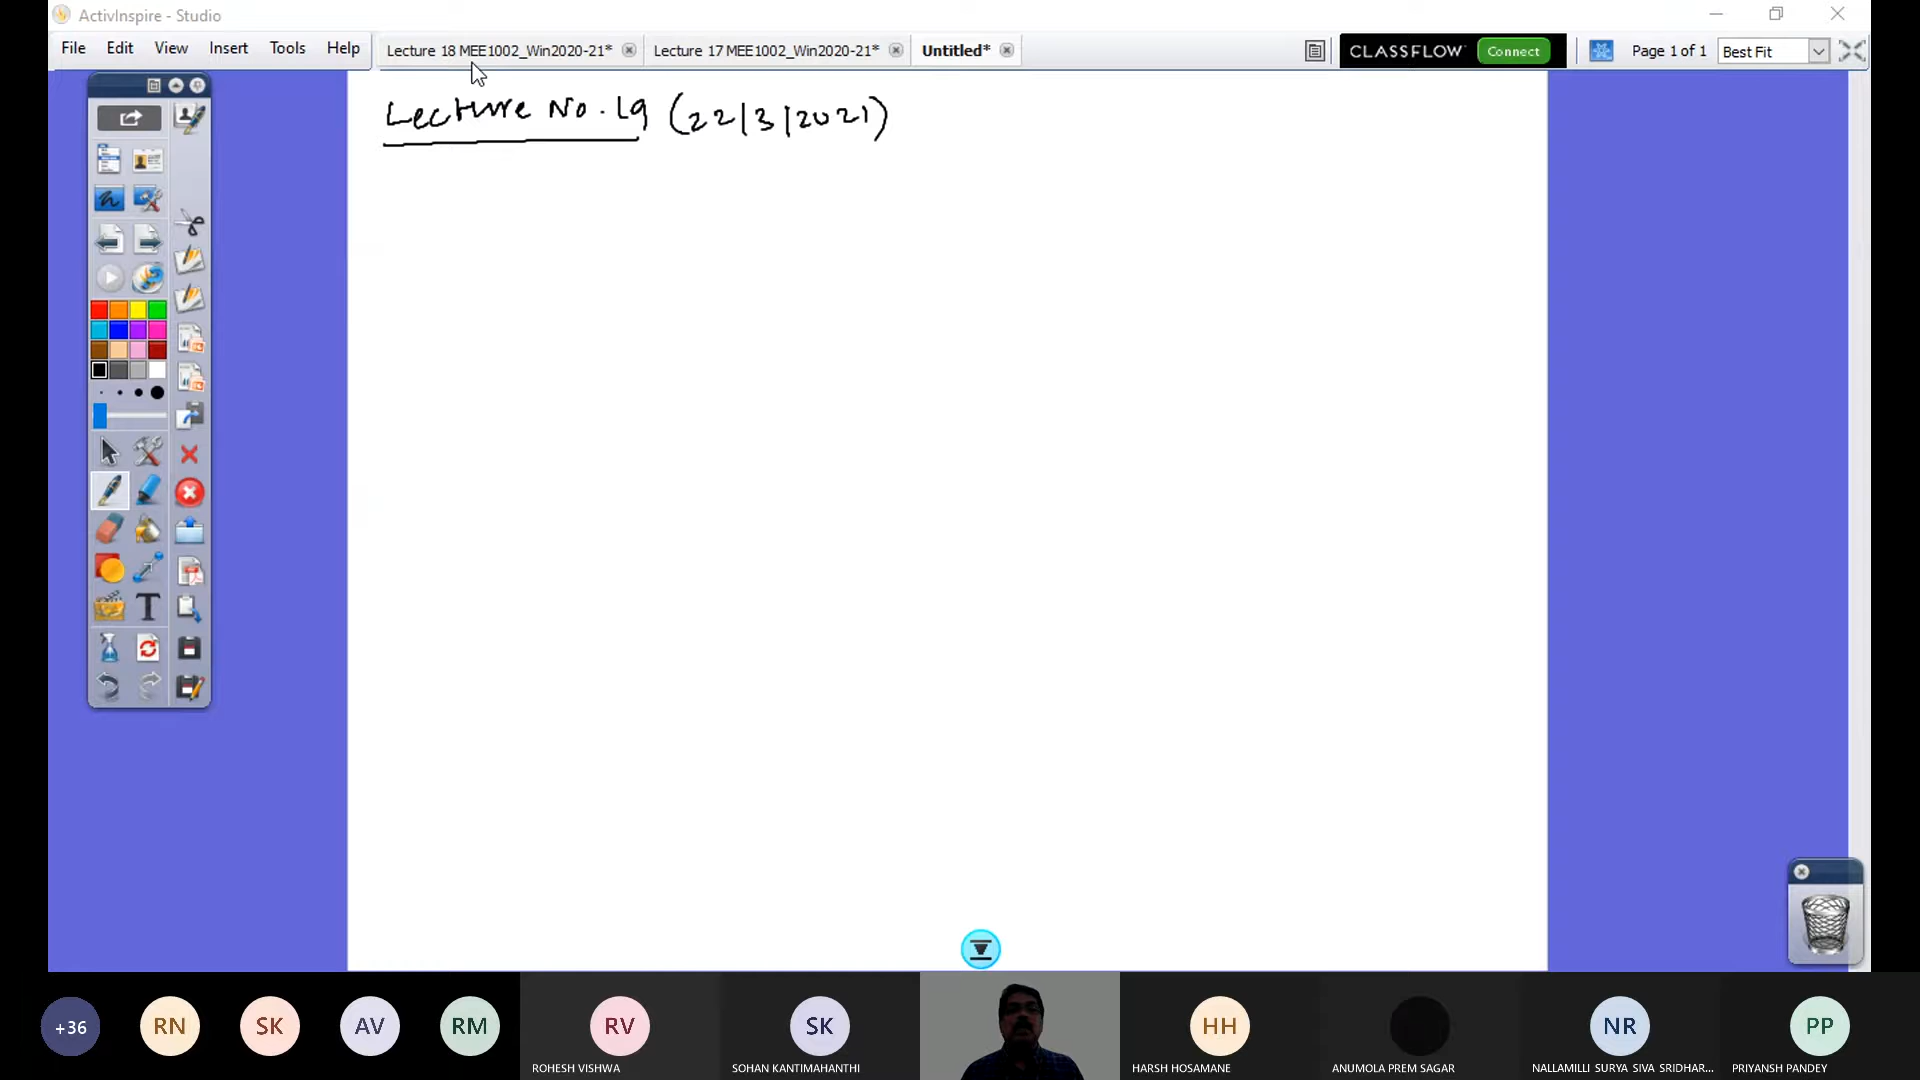 ActivInspire - Studio
File Edit View Insert Tools Help
Lecture 18 MEE1002_Win2020-21*
Lecture 17 MEE1002_Win2020-21*
Untitled*
CLASSFLOW
Connect
Page 1 of 1
Best Fit
Lecture No. 19 (22/3/2021)
T
+36
RN
SK
AV
RM
RV
SK
HH
NR
PP
ROHESH VISHWA
SOHAN KANTIMAHANTHI
HARSH HOSAMANE
ANUMOLA PREM SAGAR
NALLAMILLI SURYA SIVA SRIDHAR...
PRIYANSH PANDEY